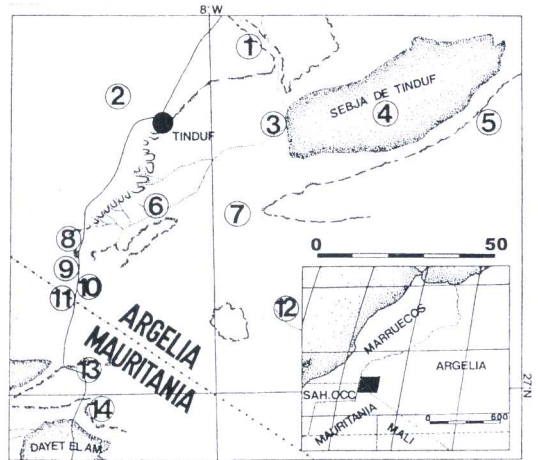 8° W
1
2
TINDUF
3
SEBJA DE TINDUF
4
5
6
7
8
9
10
11
0 50
12
ARGELIA
MAURITANIA
13
14
DAYET EL AM.
MARRUECOS
ARGELIA
SAH.OCC.
MAURITANIA
MALI
0 600
27° N